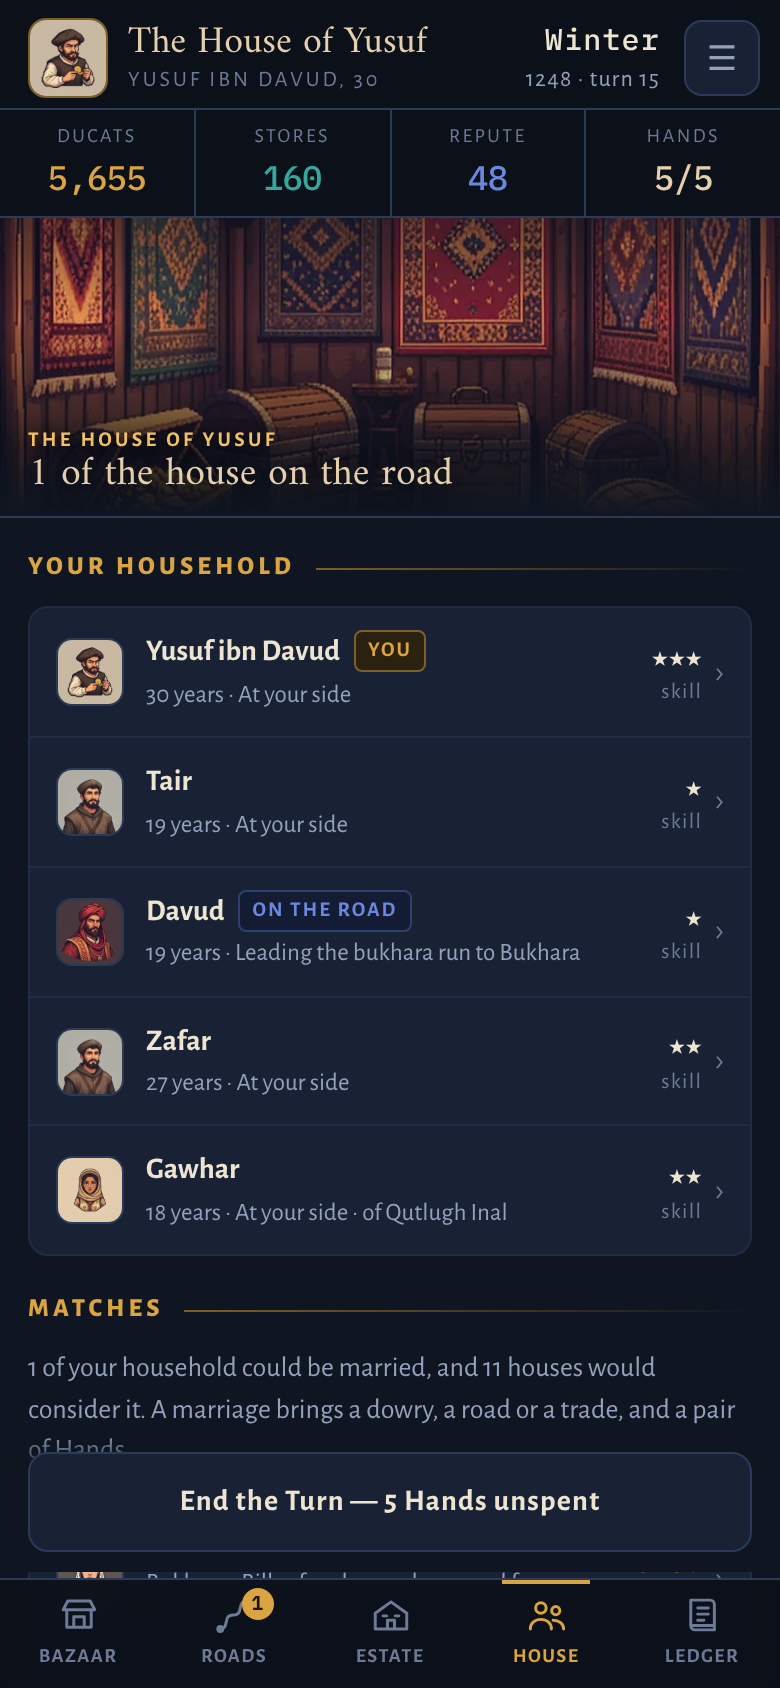 The House of Yusuf
YUSUF IBN DAVUD, 30
Winter
1248 · turn 15
DUCATS
5,655
STORES
160
REPUTE
48
HANDS
5/5
THE HOUSE OF YUSUF
1 of the house on the road
YOUR HOUSEHOLD
Yusuf ibn Davud YOU
30 years · At your side
★★★
skill
Tair
19 years · At your side
★
skill
Davud ON THE ROAD
19 years · Leading the bukhara run to Bukhara
★
skill
Zafar
27 years · At your side
★★
skill
Gawhar
18 years · At your side · of Qutlugh Inal
★★
skill
MATCHES
1 of your household could be married, and 11 houses would
consider it. A marriage brings a dowry, a road or a trade, and a pair
of Hands
End the Turn — 5 Hands unspent
1
BAZAAR
ROADS
ESTATE
HOUSE
LEDGER